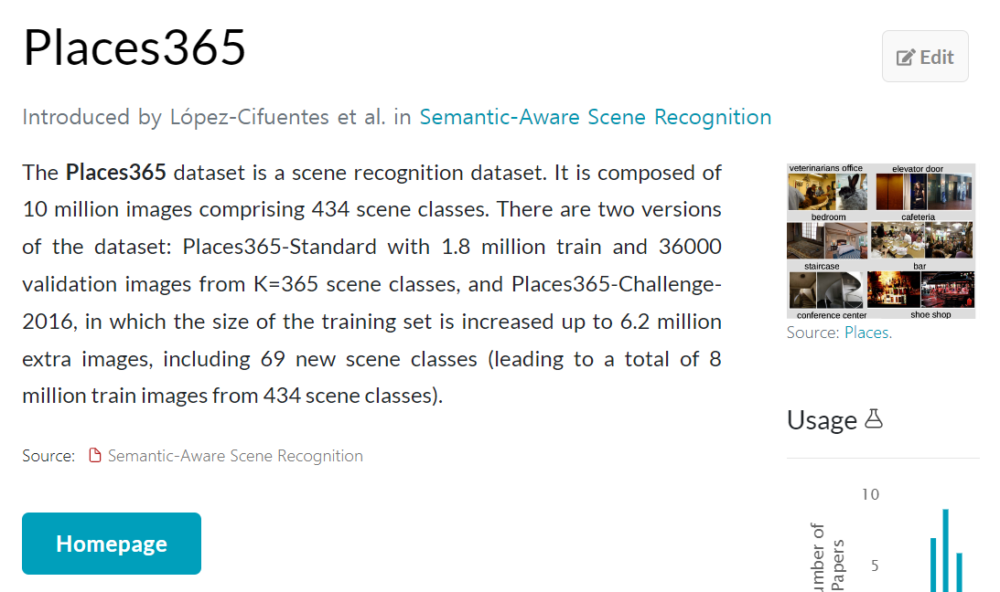 Places365
Edit
Introduced by López-Cifuentes et al. in Semantic-Aware Scene Recognition
The Places365 dataset is a scene recognition dataset. It is composed of
10 million images comprising 434 scene classes. There are two versions
of the dataset: Places365-Standard with 1.8 million train and 36000
validation images from K=365 scene classes, and Places365-Challenge-
2016, in which the size of the training set is increased up to 6.2 million
extra images, including 69 new scene classes (leading to a total of 8
million train images from 434 scene classes).
Source: Semantic-Aware Scene Recognition
Homepage
veterinarians office elevator door
bedroom cafeteria
staircase bar
conference center shoe shop
Source: Places.
Usage
10
5
umber of
Papers